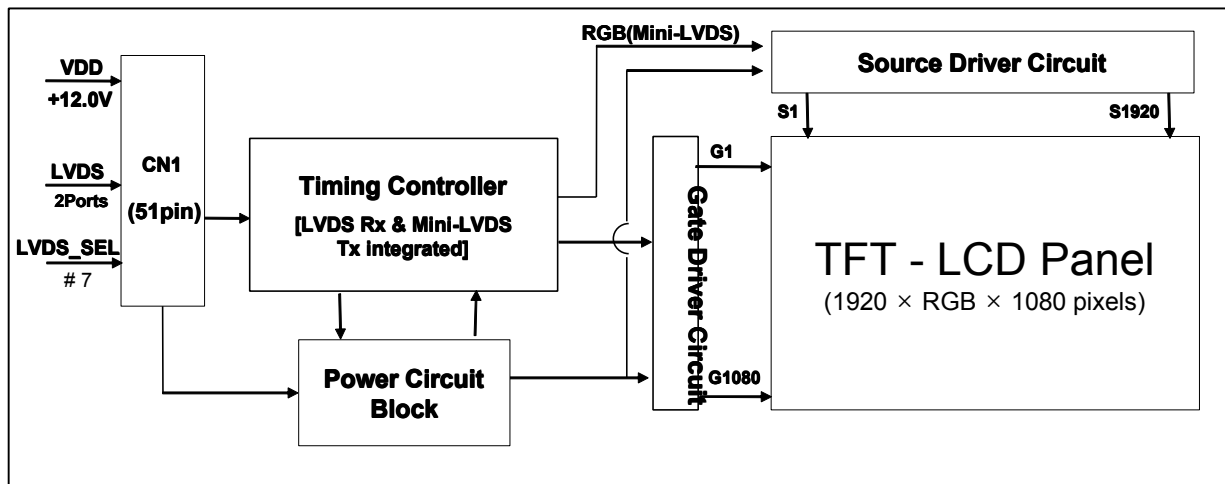 RGB(Mini-LVDS)
VDD
+12.0V
LVDS
2Ports
LVDS_SEL
# 7
CN1
(51pin)
Timing Controller
[LVDS Rx & Mini-LVDS
Tx integrated]
Power Circuit
Block
Source Driver Circuit
S1
S1920
Gate Driver Circuit
G1
G1080
TFT - LCD Panel
(1920 × RGB × 1080 pixels)